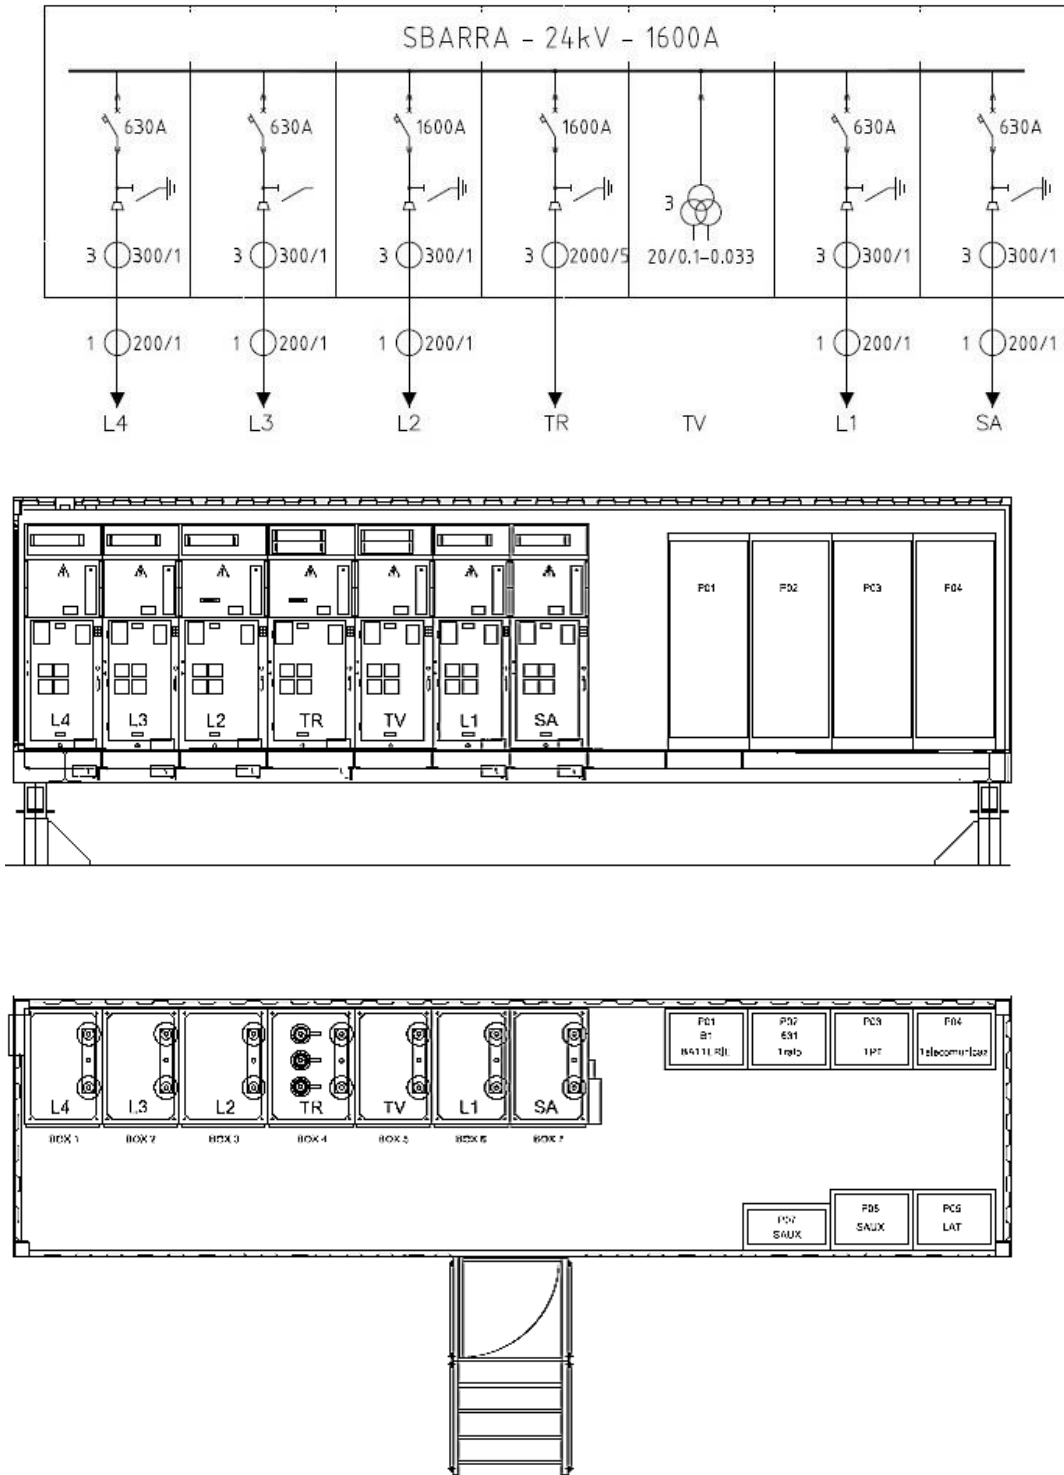 SBARRA - 24kV - 1600A
630A 630A 1600A 1600A 630A 630A
3 300/1 3 300/1 3 300/1 3 2000/5 3 20/0.1-0.033 3 300/1 3 300/1
1 200/1 1 200/1 1 200/1 1 200/1 1 200/1
L4 L3 L2 TR TV L1 SA
P01 P02 P03 P04
L4 L3 L2 TR TV L1 SA
P01 P02 P03 P04
B1
BATTERIE TPT Telecomunicaz
L4 L3 L2 TR TV L1 SA
BOX 1 BOX 2 BOX 3 BOX 4 BOX 5 BOX 6 BOX 7
P07
SAUX SAUX LAT